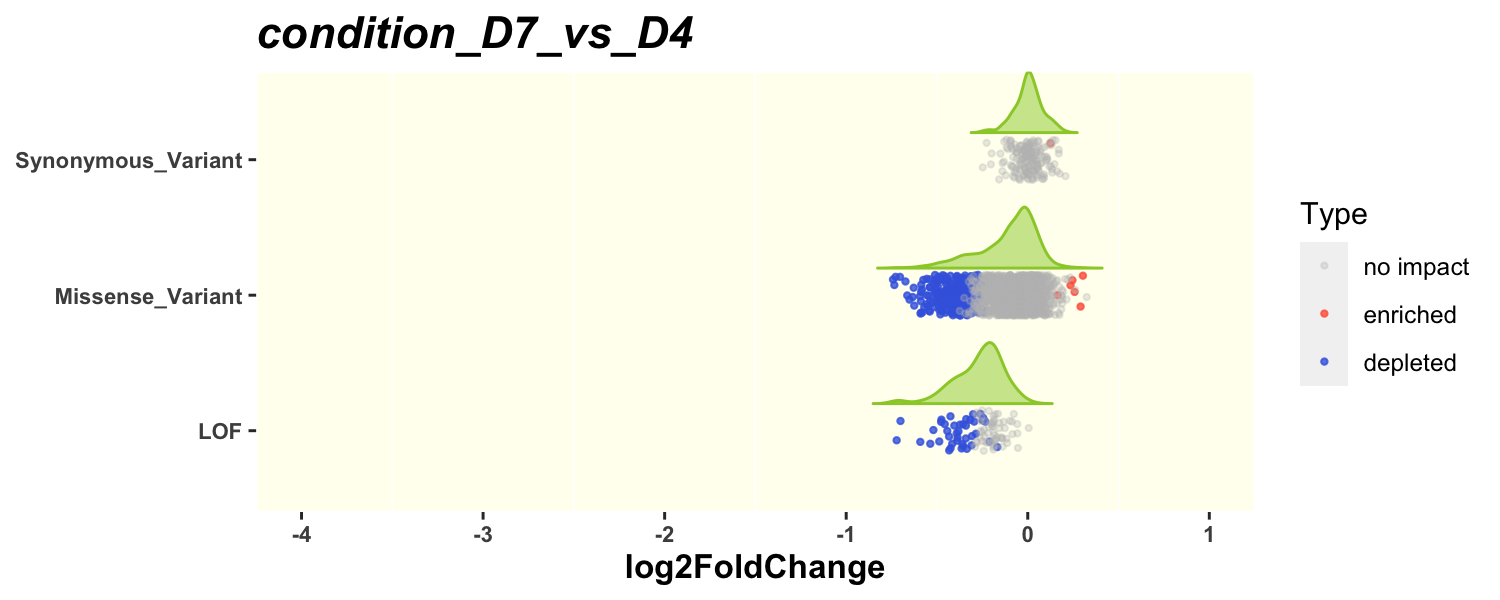 condition_D7_vs_D4
Synonymous_Variant
Missense_Variant
LOF
-4 -3 -2 -1 0 1
log2FoldChange
Type
no impact
enriched
depleted